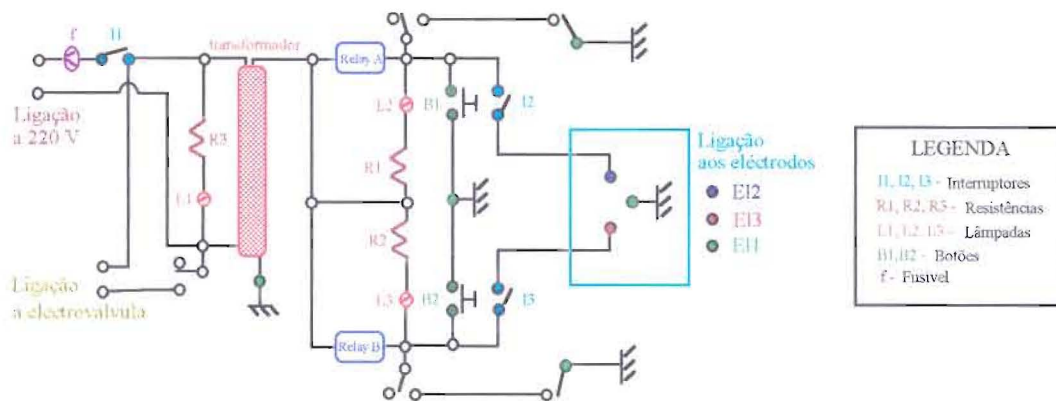 f
I1
transformador
Relay A
Ligação
a 220 V
R3
L1
L2
B1
I2
R1
R2
L3
B2
I3
Relay B
Ligação
a electroválvula
Ligação
aos eléctrodos
El2
El3
El1
LEGENDA
I1, I2, I3 - Interruptores
R1, R2, R3 - Resistências
L1, L2, L3 - Lâmpadas
B1,B2 - Botões
f - Fusível